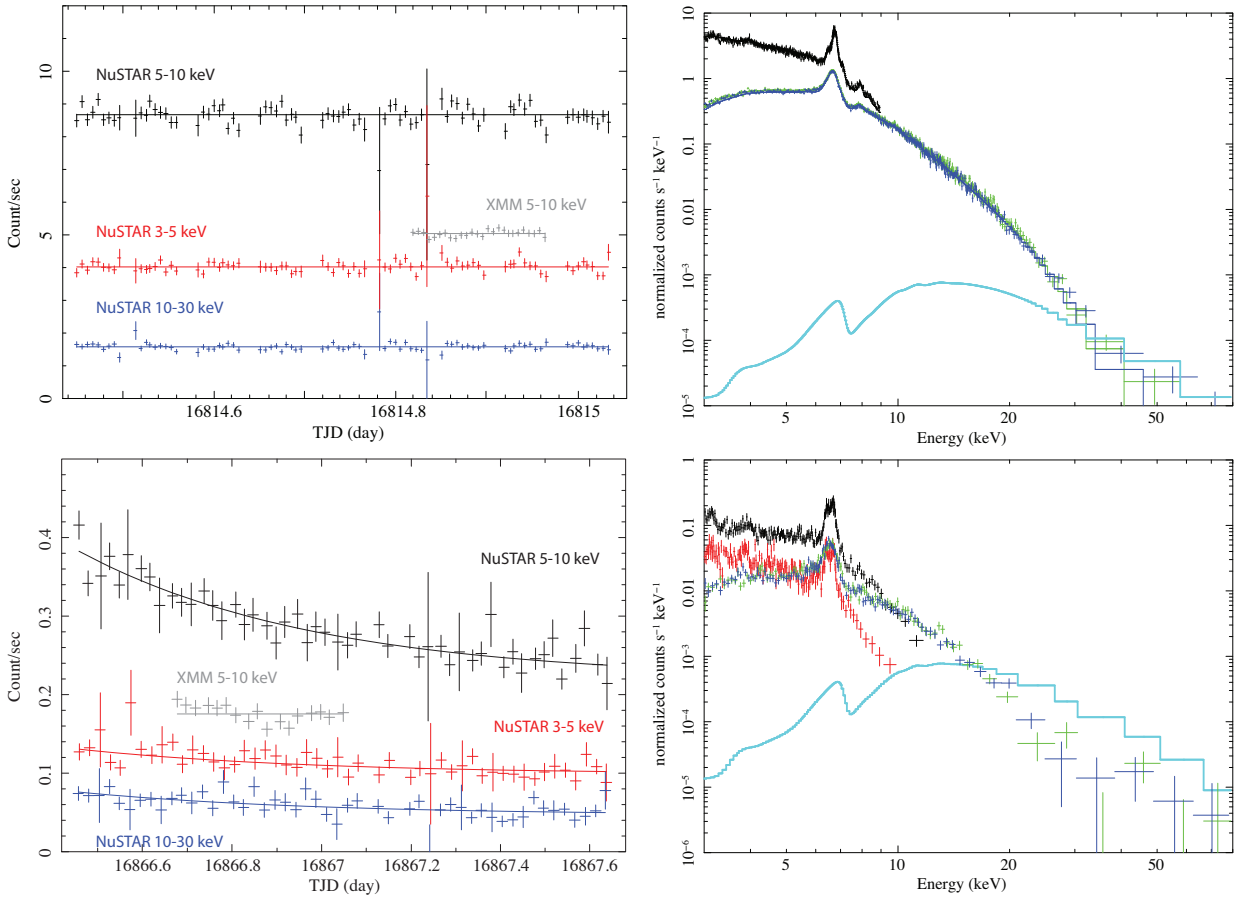 NuSTAR 5-10 keV
XMM 5-10 keV
NuSTAR 3-5 keV
NuSTAR 10-30 keV
Count/sec
0
5
10
16814.6
16814.8
16815
TJD (day)
normalized counts s⁻¹ keV⁻¹
10
1
0.1
0.01
10⁻³
10⁻⁴
10⁻⁵
5
10
20
50
Energy (keV)
NuSTAR 5-10 keV
XMM 5-10 keV
NuSTAR 3-5 keV
NuSTAR 10-30 keV
Count/sec
0
0.1
0.2
0.3
0.4
16866.6
16866.8
16867
16867.2
16867.4
16867.6
TJD (day)
normalized counts s⁻¹ keV⁻¹
1
0.1
0.01
10⁻³
10⁻⁴
10⁻⁵
10⁻⁶
5
10
20
50
Energy (keV)